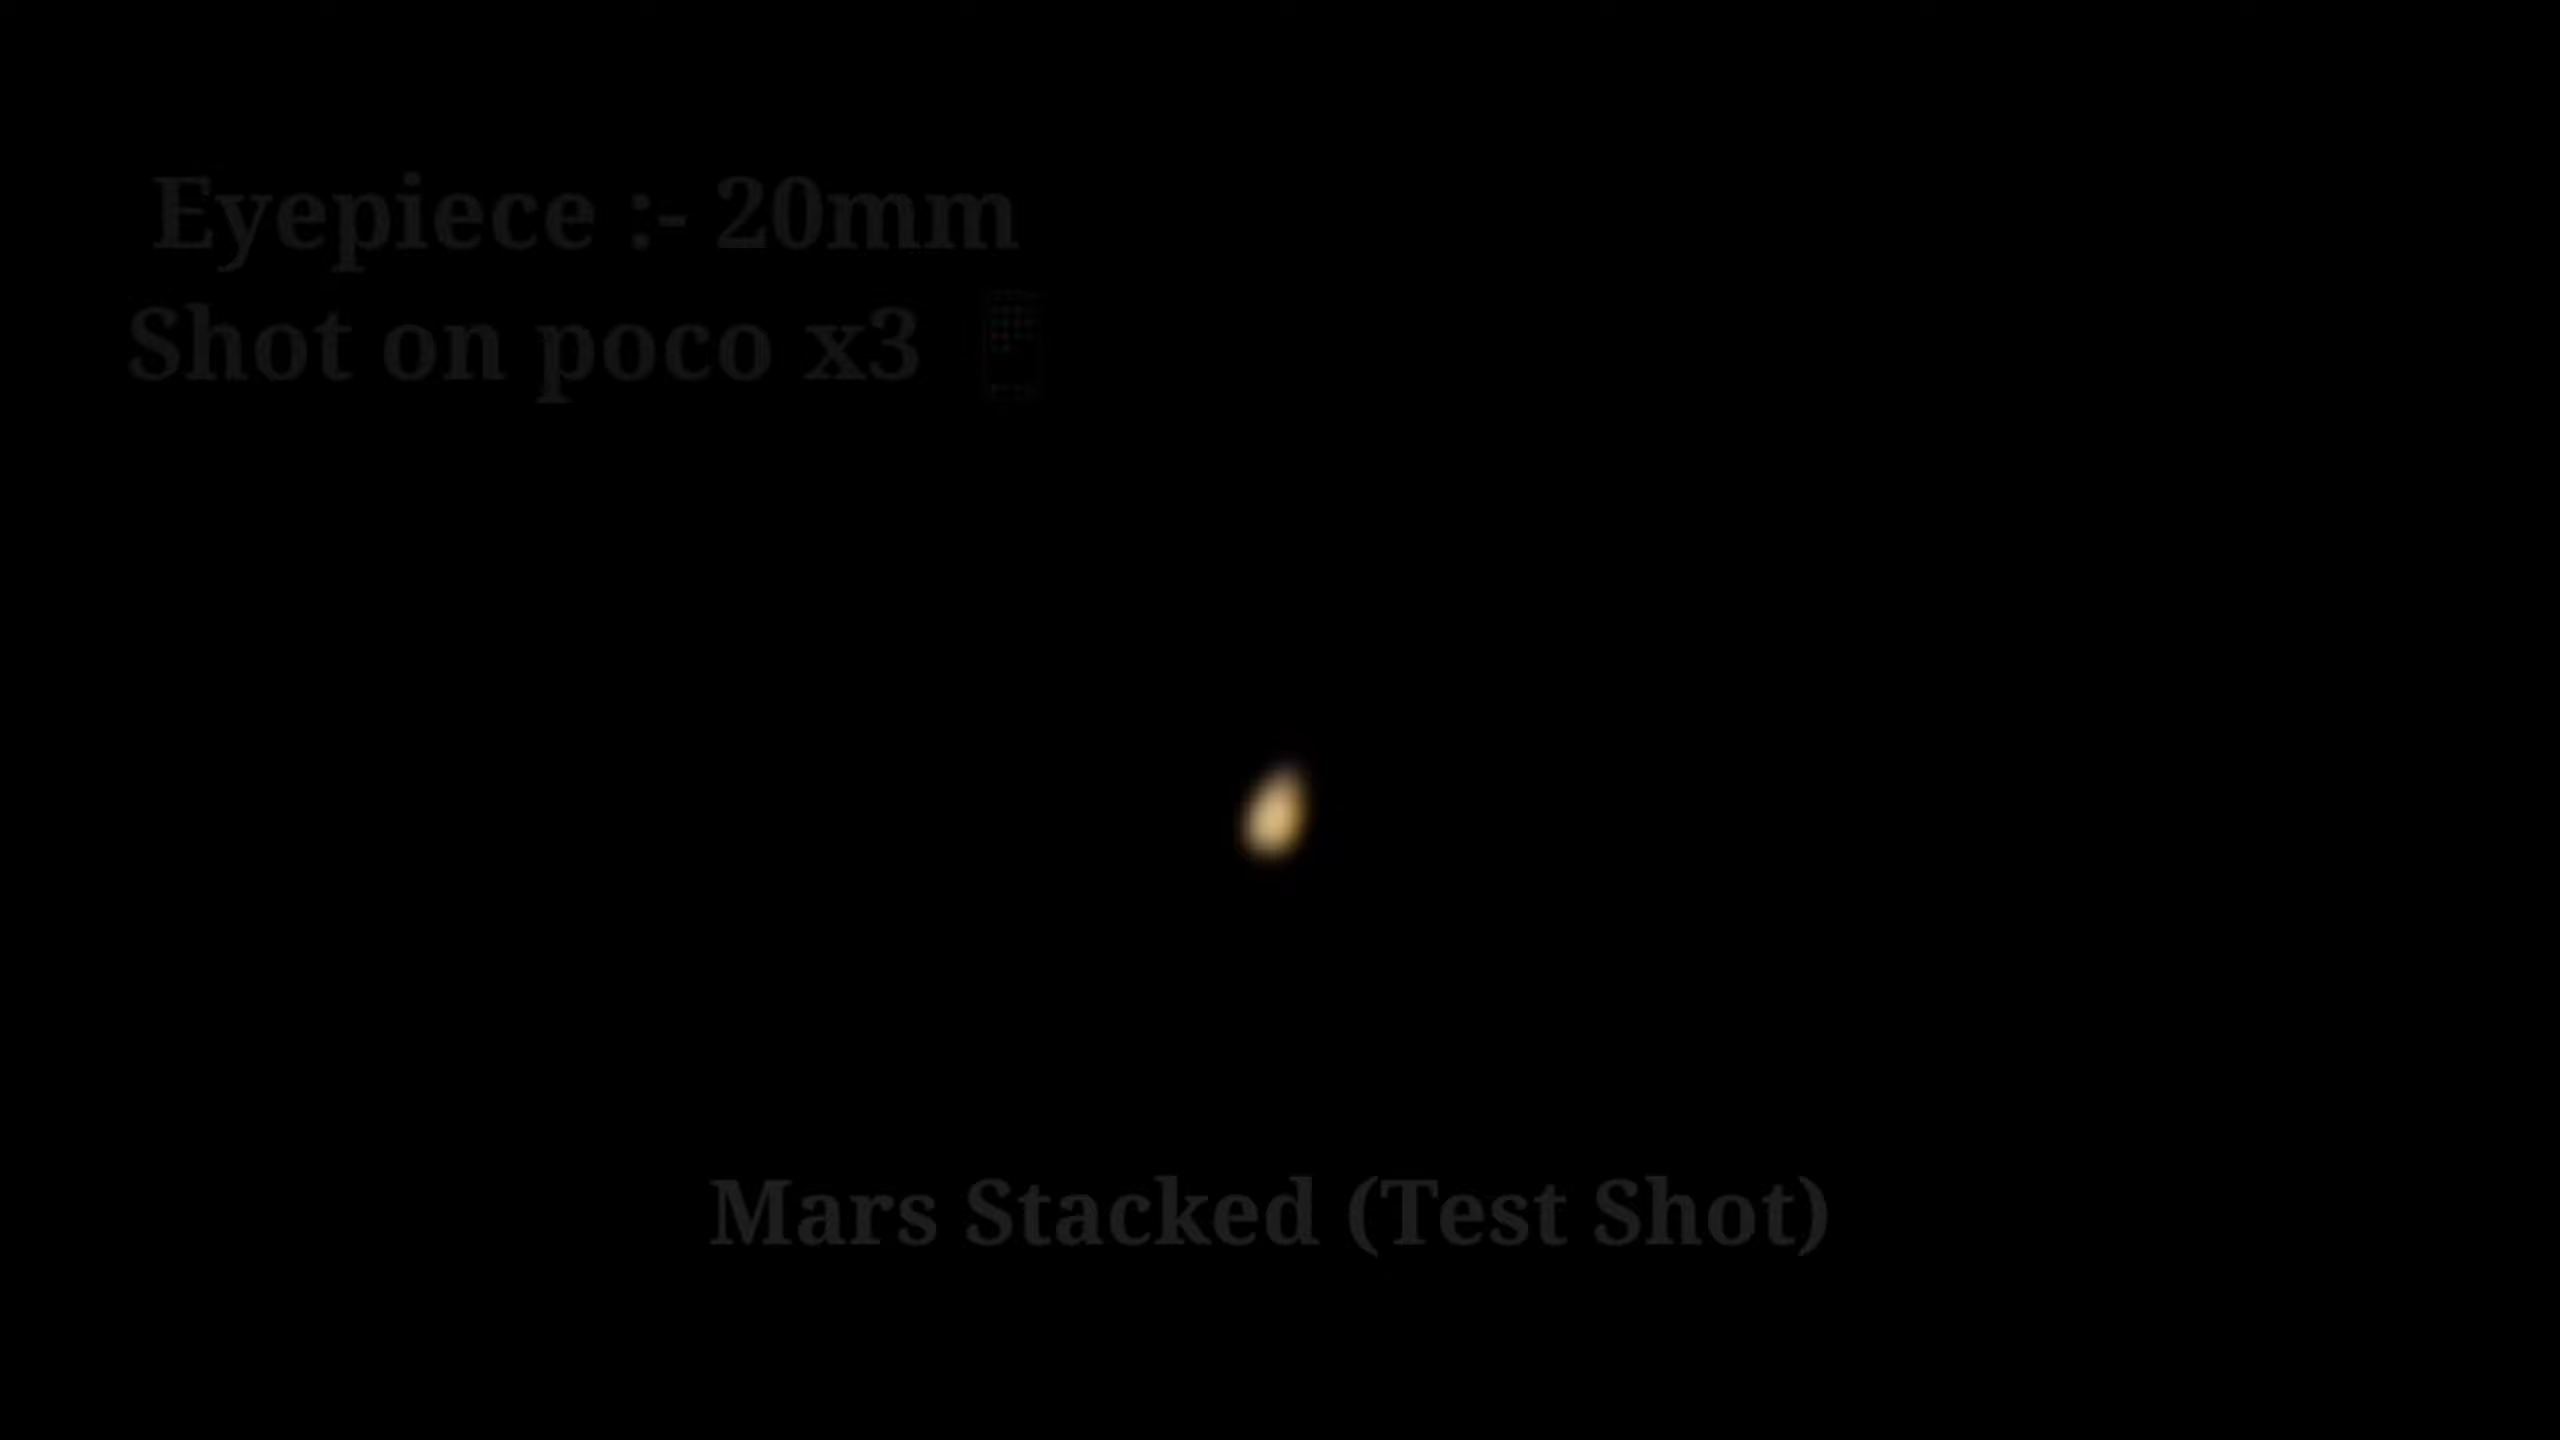 Eyepiece :- 20mm
Shot on poco x3 📱
Mars Stacked (Test Shot)